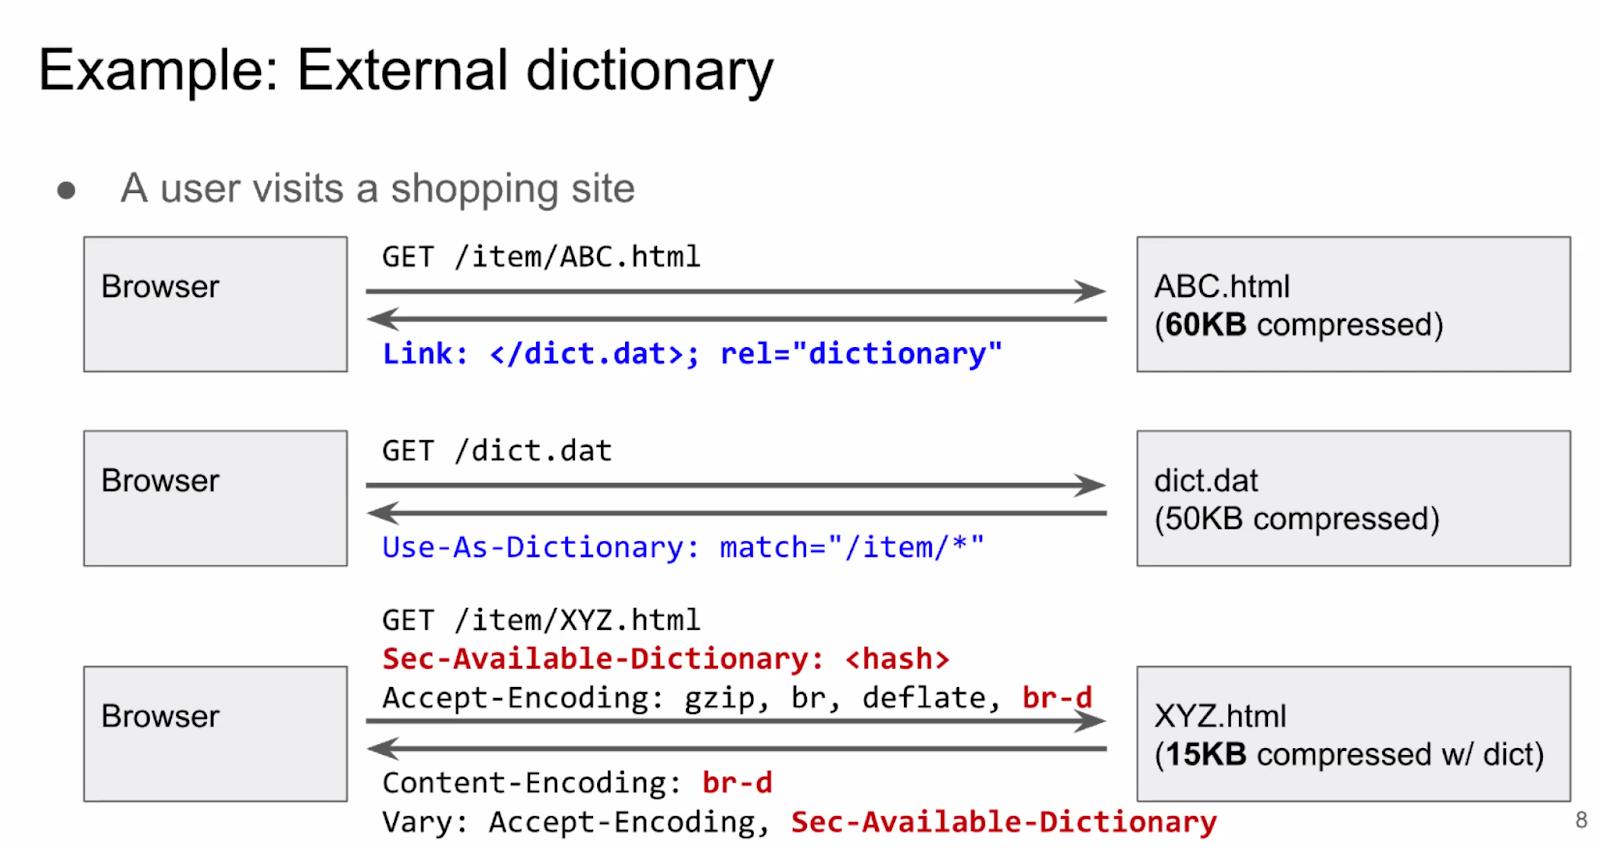 Example: External dictionary
● A user visits a shopping site
Browser
GET /item/ABC.html
Link: </dict.dat>; rel="dictionary"
ABC.html
(60KB compressed)
Browser
GET /dict.dat
Use-As-Dictionary: match="/item/*"
dict.dat
(50KB compressed)
Browser
GET /item/XYZ.html
Sec-Available-Dictionary: <hash>
Accept-Encoding: gzip, br, deflate, br-d
Content-Encoding: br-d
Vary: Accept-Encoding, Sec-Available-Dictionary
XYZ.html
(15KB compressed w/ dict)
8